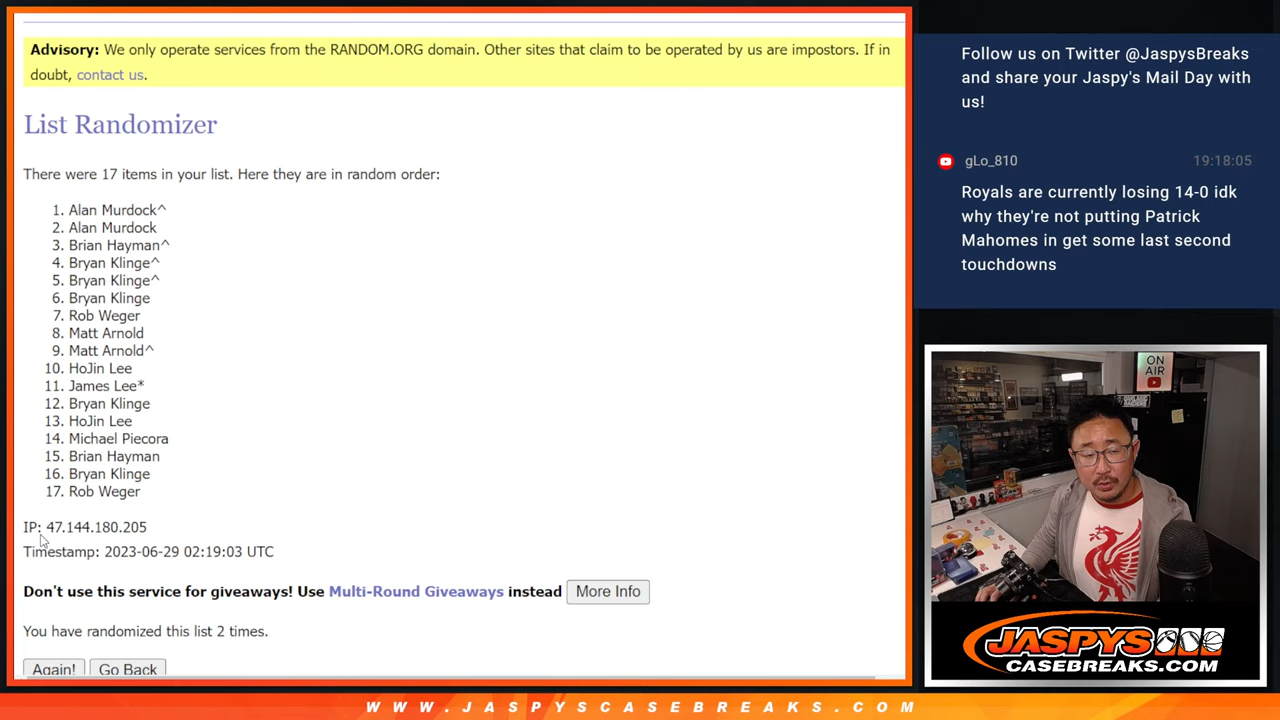 Advisory: We only operate services from the RANDOM.ORG domain. Other sites that claim to be operated by us are impostors. If in
doubt, contact us.
List Randomizer
There were 17 items in your list. Here they are in random order:
1. Alan Murdock^
2. Alan Murdock
3. Brian Hayman^
4. Bryan Klinge^
5. Bryan Klinge^
6. Bryan Klinge
7. Rob Weger
8. Matt Arnold
9. Matt Arnold^
10. HoJin Lee
11. James Lee*
12. Bryan Klinge
13. HoJin Lee
14. Michael Piecora
15. Brian Hayman
16. Bryan Klinge
17. Rob Weger
IP: 47.144.180.205
Timestamp: 2023-06-29 02:19:03 UTC
Don't use this service for giveaways! Use Multi-Round Giveaways instead More Info
You have randomized this list 2 times.
Again! Go Back
Follow us on Twitter @JaspysBreaks
and share your Jaspy's Mail Day with
us!
gLo_810 19:18:05
Royals are currently losing 14-0 idk
why they're not putting Patrick
Mahomes in get some last second
touchdowns
ON
AIR
JASPYS
CASEBREAKS.COM
WWW.JASPYSCASEBREAKS.COM